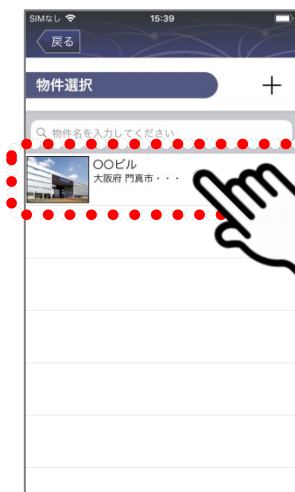 SIMなし 15:39
戻る
物件選択 +
物件名を入力してください
〇〇ビル
大阪府 門真市・・・